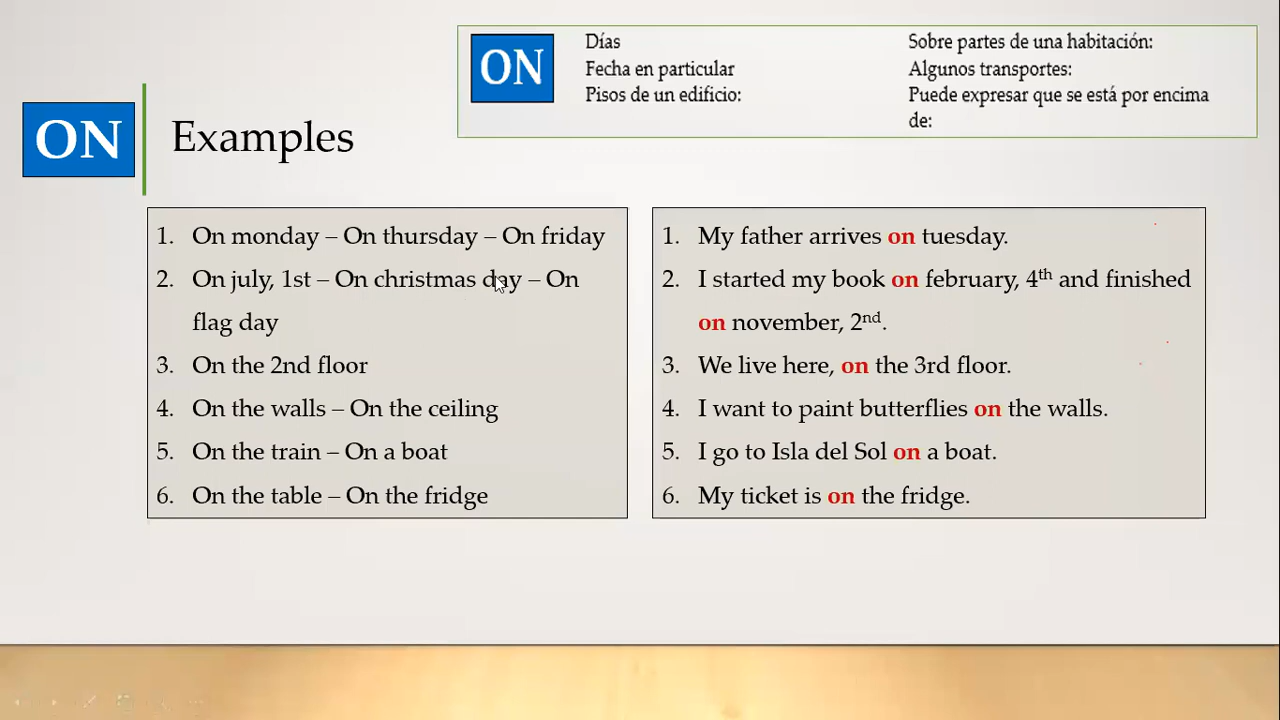 ON
Días
Fecha en particular
Pisos de un edificio:
Sobre partes de una habitación:
Algunos transportes:
Puede expresar que se está por encima
de:
ON
Examples
1. On monday – On thursday – On friday
2. On july, 1st – On christmas day – On
flag day
3. On the 2nd floor
4. On the walls – On the ceiling
5. On the train – On a boat
6. On the table – On the fridge
1. My father arrives on tuesday.
2. I started my book on february, 4th and finished
on november, 2nd.
3. We live here, on the 3rd floor.
4. I want to paint butterflies on the walls.
5. I go to Isla del Sol on a boat.
6. My ticket is on the fridge.